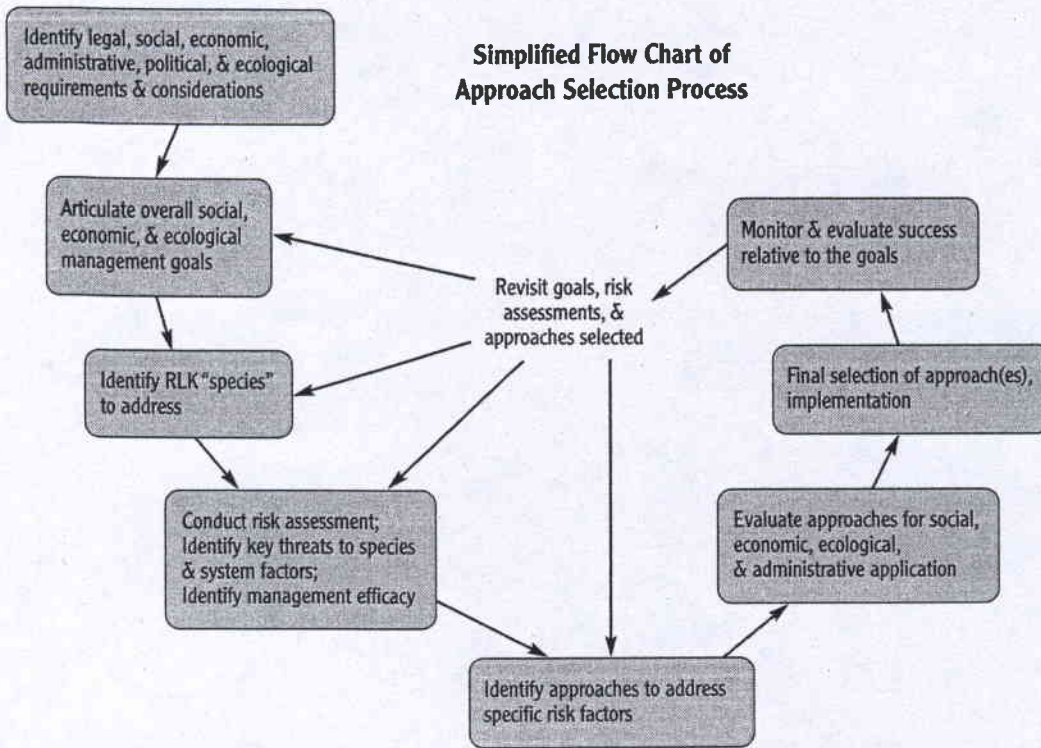 Simplified Flow Chart of
Approach Selection Process
Identify legal, social, economic,
administrative, political, & ecological
requirements & considerations
Articulate overall social,
economic, & ecological
management goals
Identify RLK "species"
to address
Conduct risk assessment;
Identify key threats to species
& system factors;
Identify management efficacy
Identify approaches to address
specific risk factors
Evaluate approaches for social,
economic, ecological,
& administrative application
Final selection of approach(es),
implementation
Monitor & evaluate success
relative to the goals
Revisit goals, risk
assessments, &
approaches selected